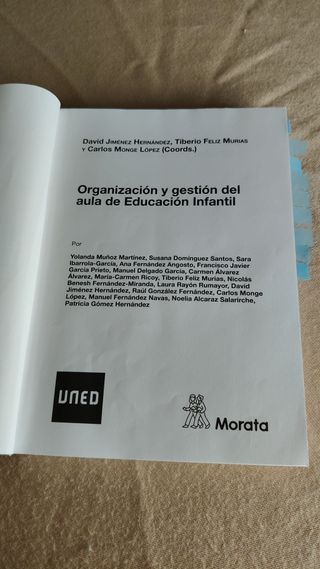 David Jiménez Hernández, Tiberio Feliz Murias
y Carlos Monge López (Coords.)
Organización y gestión del
aula de Educación Infantil
Por
Yolanda Muñoz Martínez, Susana Domínguez Santos, Sara
Ibarrola-García, Ana Fernández Angosto, Francisco Javier
García Prieto, Manuel Delgado García, Carmen Álvarez
Álvarez, María-Carmen Ricoy, Tiberio Feliz Murias, Nicolás
Benesh Fernández-Miranda, Laura Rayón Rumayor, David
Jiménez Hernández, Raúl González Fernández, Carlos Monge
López, Manuel Fernández Navas, Noelia Alcaraz Salarirche,
Patricia Gómez Hernández
UNED
Morata